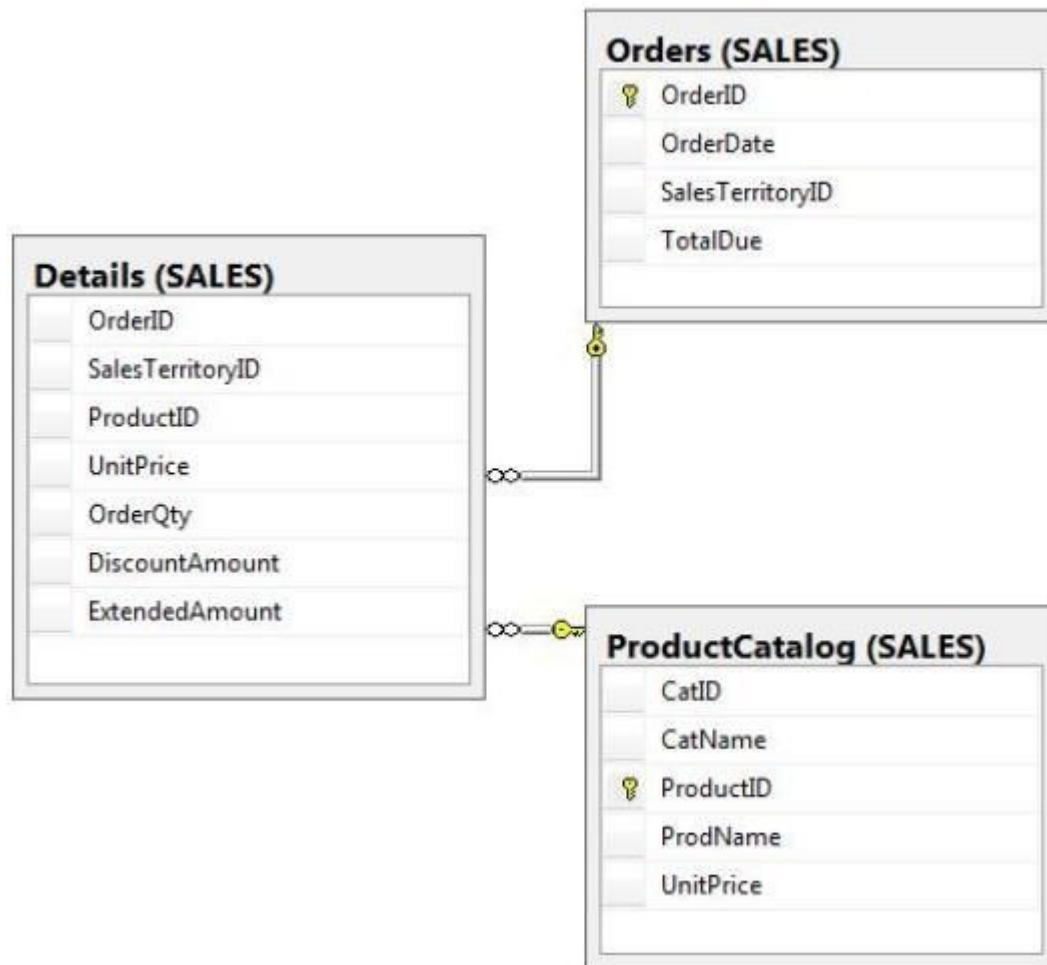 Orders (SALES)
OrderID
OrderDate
SalesTerritoryID
TotalDue
Details (SALES)
OrderID
SalesTerritoryID
ProductID
UnitPrice
OrderQty
DiscountAmount
ExtendedAmount
ProductCatalog (SALES)
CatID
CatName
ProductID
ProdName
UnitPrice